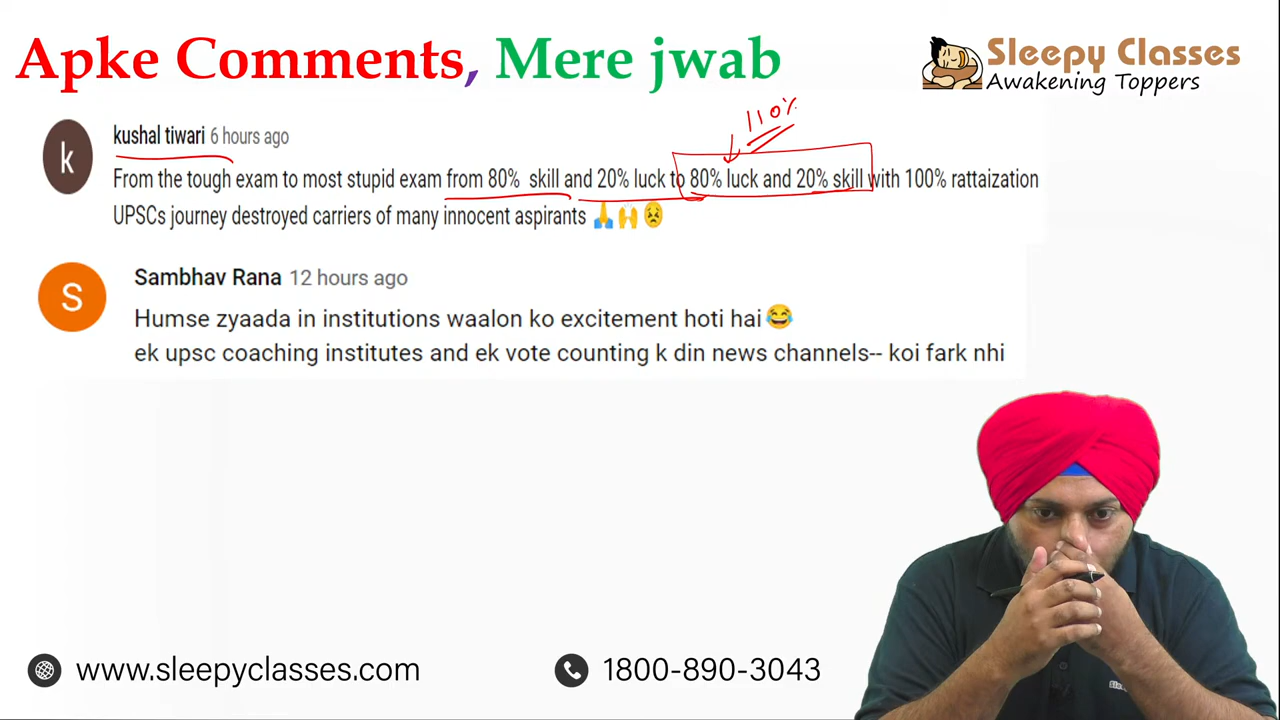 Apke Comments, Mere jwab
Sleepy Classes
Awakening Toppers
110%
k
kushal tiwari 6 hours ago
From the tough exam to most stupid exam from 80% skill and 20% luck to 80% luck and 20% skill with 100% rattaization
UPSCs journey destroyed carriers of many innocent aspirants 🙏🙌😣
S
Sambhav Rana 12 hours ago
Humse zyaada in institutions waalon ko excitement hoti hai😂
ek upsc coaching institutes and ek vote counting k din news channels-- koi fark nhi
www.sleepyclasses.com
1800-890-3043